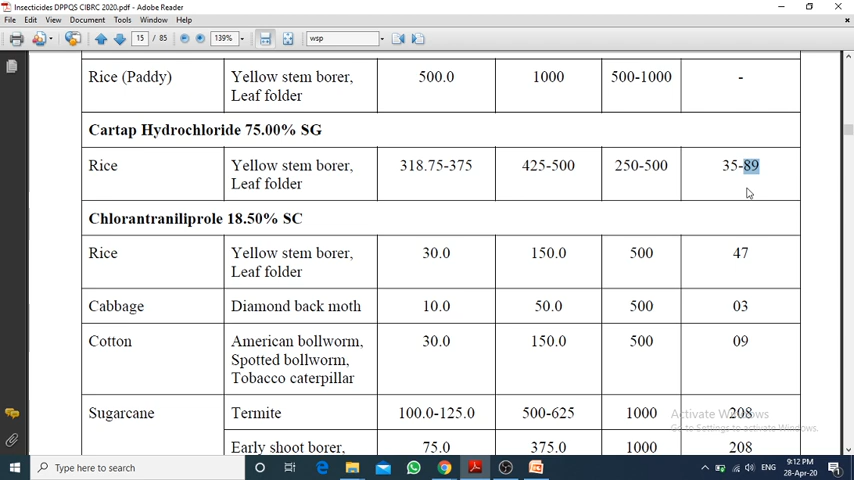 Insecticides DPPQS CIBRC 2020.pdf - Adobe Reader
File Edit View Document Tools Window Help
15 / 85 139% wsp
Rice (Paddy) Yellow stem borer, 500.0 1000 500-1000 -
Leaf folder
Cartap Hydrochloride 75.00% SG
Rice Yellow stem borer, 318.75-375 425-500 250-500 35-89
Leaf folder
Chlorantraniliprole 18.50% SC
Rice Yellow stem borer, 30.0 150.0 500 47
Leaf folder
Cabbage Diamond back moth 10.0 50.0 500 03
Cotton American bollworm, 30.0 150.0 500 09
Spotted bollworm,
Tobacco caterpillar
Sugarcane Termite 100.0-125.0 500-625 1000 208
Activate Windows
Go to Settings to activate Windows.
Early shoot borer, 75.0 375.0 1000 208
Type here to search
ENG
9:12 PM
28-Apr-20
1